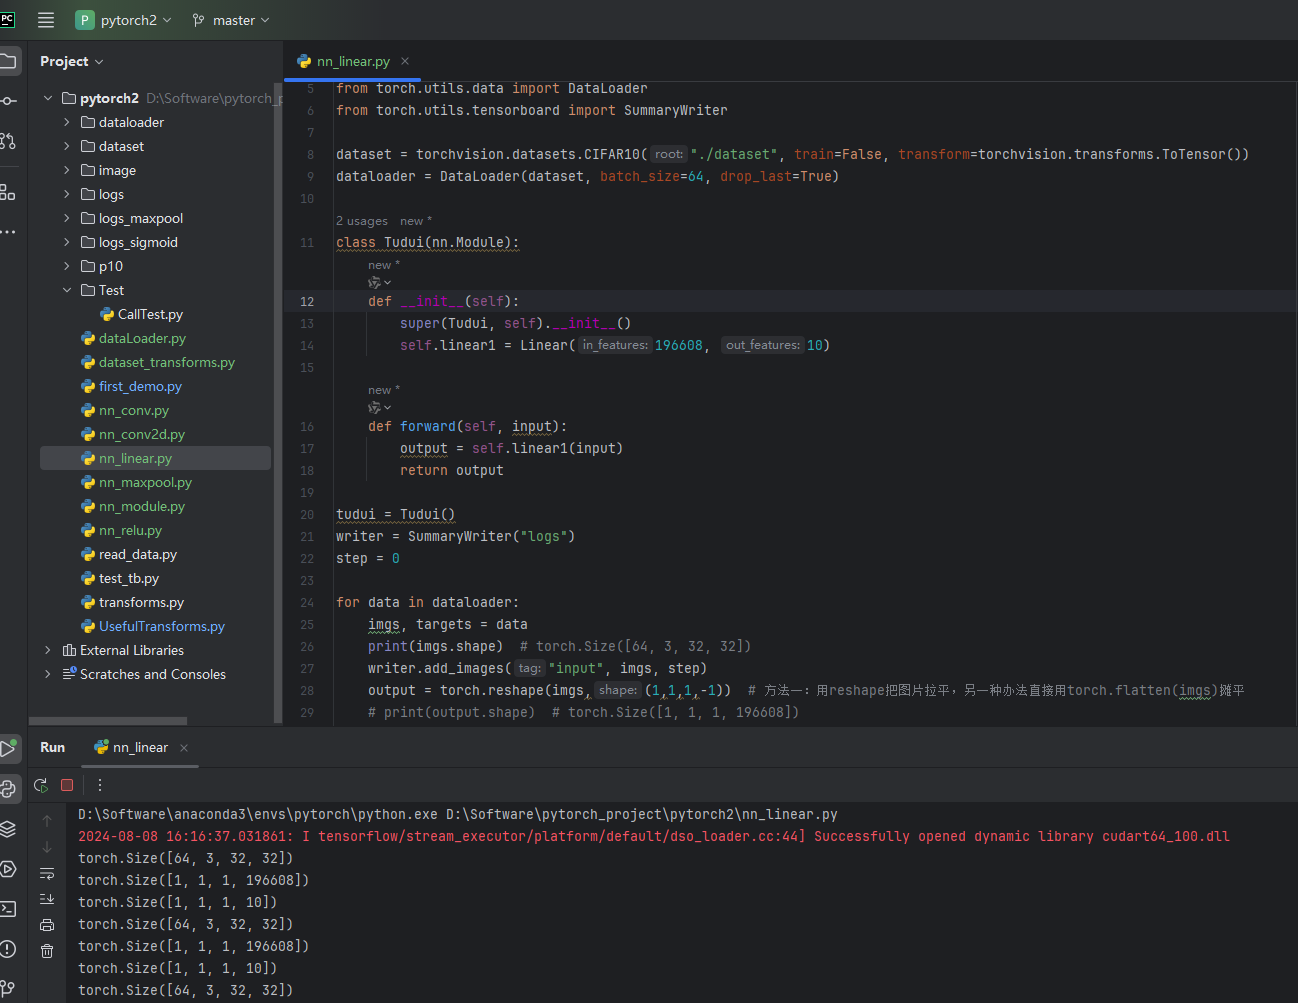 PC
P pytorch2 master
Project
nn_linear.py
pytorch2 D:\Software\pytorch_p
dataloader
dataset
image
logs
logs_maxpool
logs_sigmoid
p10
Test
CallTest.py
dataLoader.py
dataset_transforms.py
first_demo.py
nn_conv.py
nn_conv2d.py
nn_linear.py
nn_maxpool.py
nn_module.py
nn_relu.py
read_data.py
test_tb.py
transforms.py
UsefulTransforms.py
External Libraries
Scratches and Consoles
5 from torch.utils.data import DataLoader
6 from torch.utils.tensorboard import SummaryWriter
7
8 dataset = torchvision.datasets.CIFAR10( root: "./dataset", train=False, transform=torchvision.transforms.ToTensor())
9 dataloader = DataLoader(dataset, batch_size=64, drop_last=True)
10
2 usages new *
11 class Tudui(nn.Module):
new *
12 def __init__(self):
13 super(Tudui, self).__init__()
14 self.linear1 = Linear( in_features: 196608, out_features: 10)
15
new *
16 def forward(self, input):
17 output = self.linear1(input)
18 return output
19
20 tudui = Tudui()
21 writer = SummaryWriter("logs")
22 step = 0
23
24 for data in dataloader:
25 imgs, targets = data
26 print(imgs.shape) # torch.Size([64, 3, 32, 32])
27 writer.add_images( tag: "input", imgs, step)
28 output = torch.reshape(imgs, shape: (1,1,1,-1)) # 方法一：用reshape把图片拉平，另一种办法直接用torch.flatten(imgs)摊平
29 # print(output.shape) # torch.Size([1, 1, 1, 196608])
Run nn_linear
D:\Software\anaconda3\envs\pytorch\python.exe D:\Software\pytorch_project\pytorch2\nn_linear.py
2024-08-08 16:16:37.031861: I tensorflow/stream_executor/platform/default/dso_loader.cc:44] Successfully opened dynamic library cudart64_100.dll
torch.Size([64, 3, 32, 32])
torch.Size([1, 1, 1, 196608])
torch.Size([1, 1, 1, 10])
torch.Size([64, 3, 32, 32])
torch.Size([1, 1, 1, 196608])
torch.Size([1, 1, 1, 10])
torch.Size([64, 3, 32, 32])